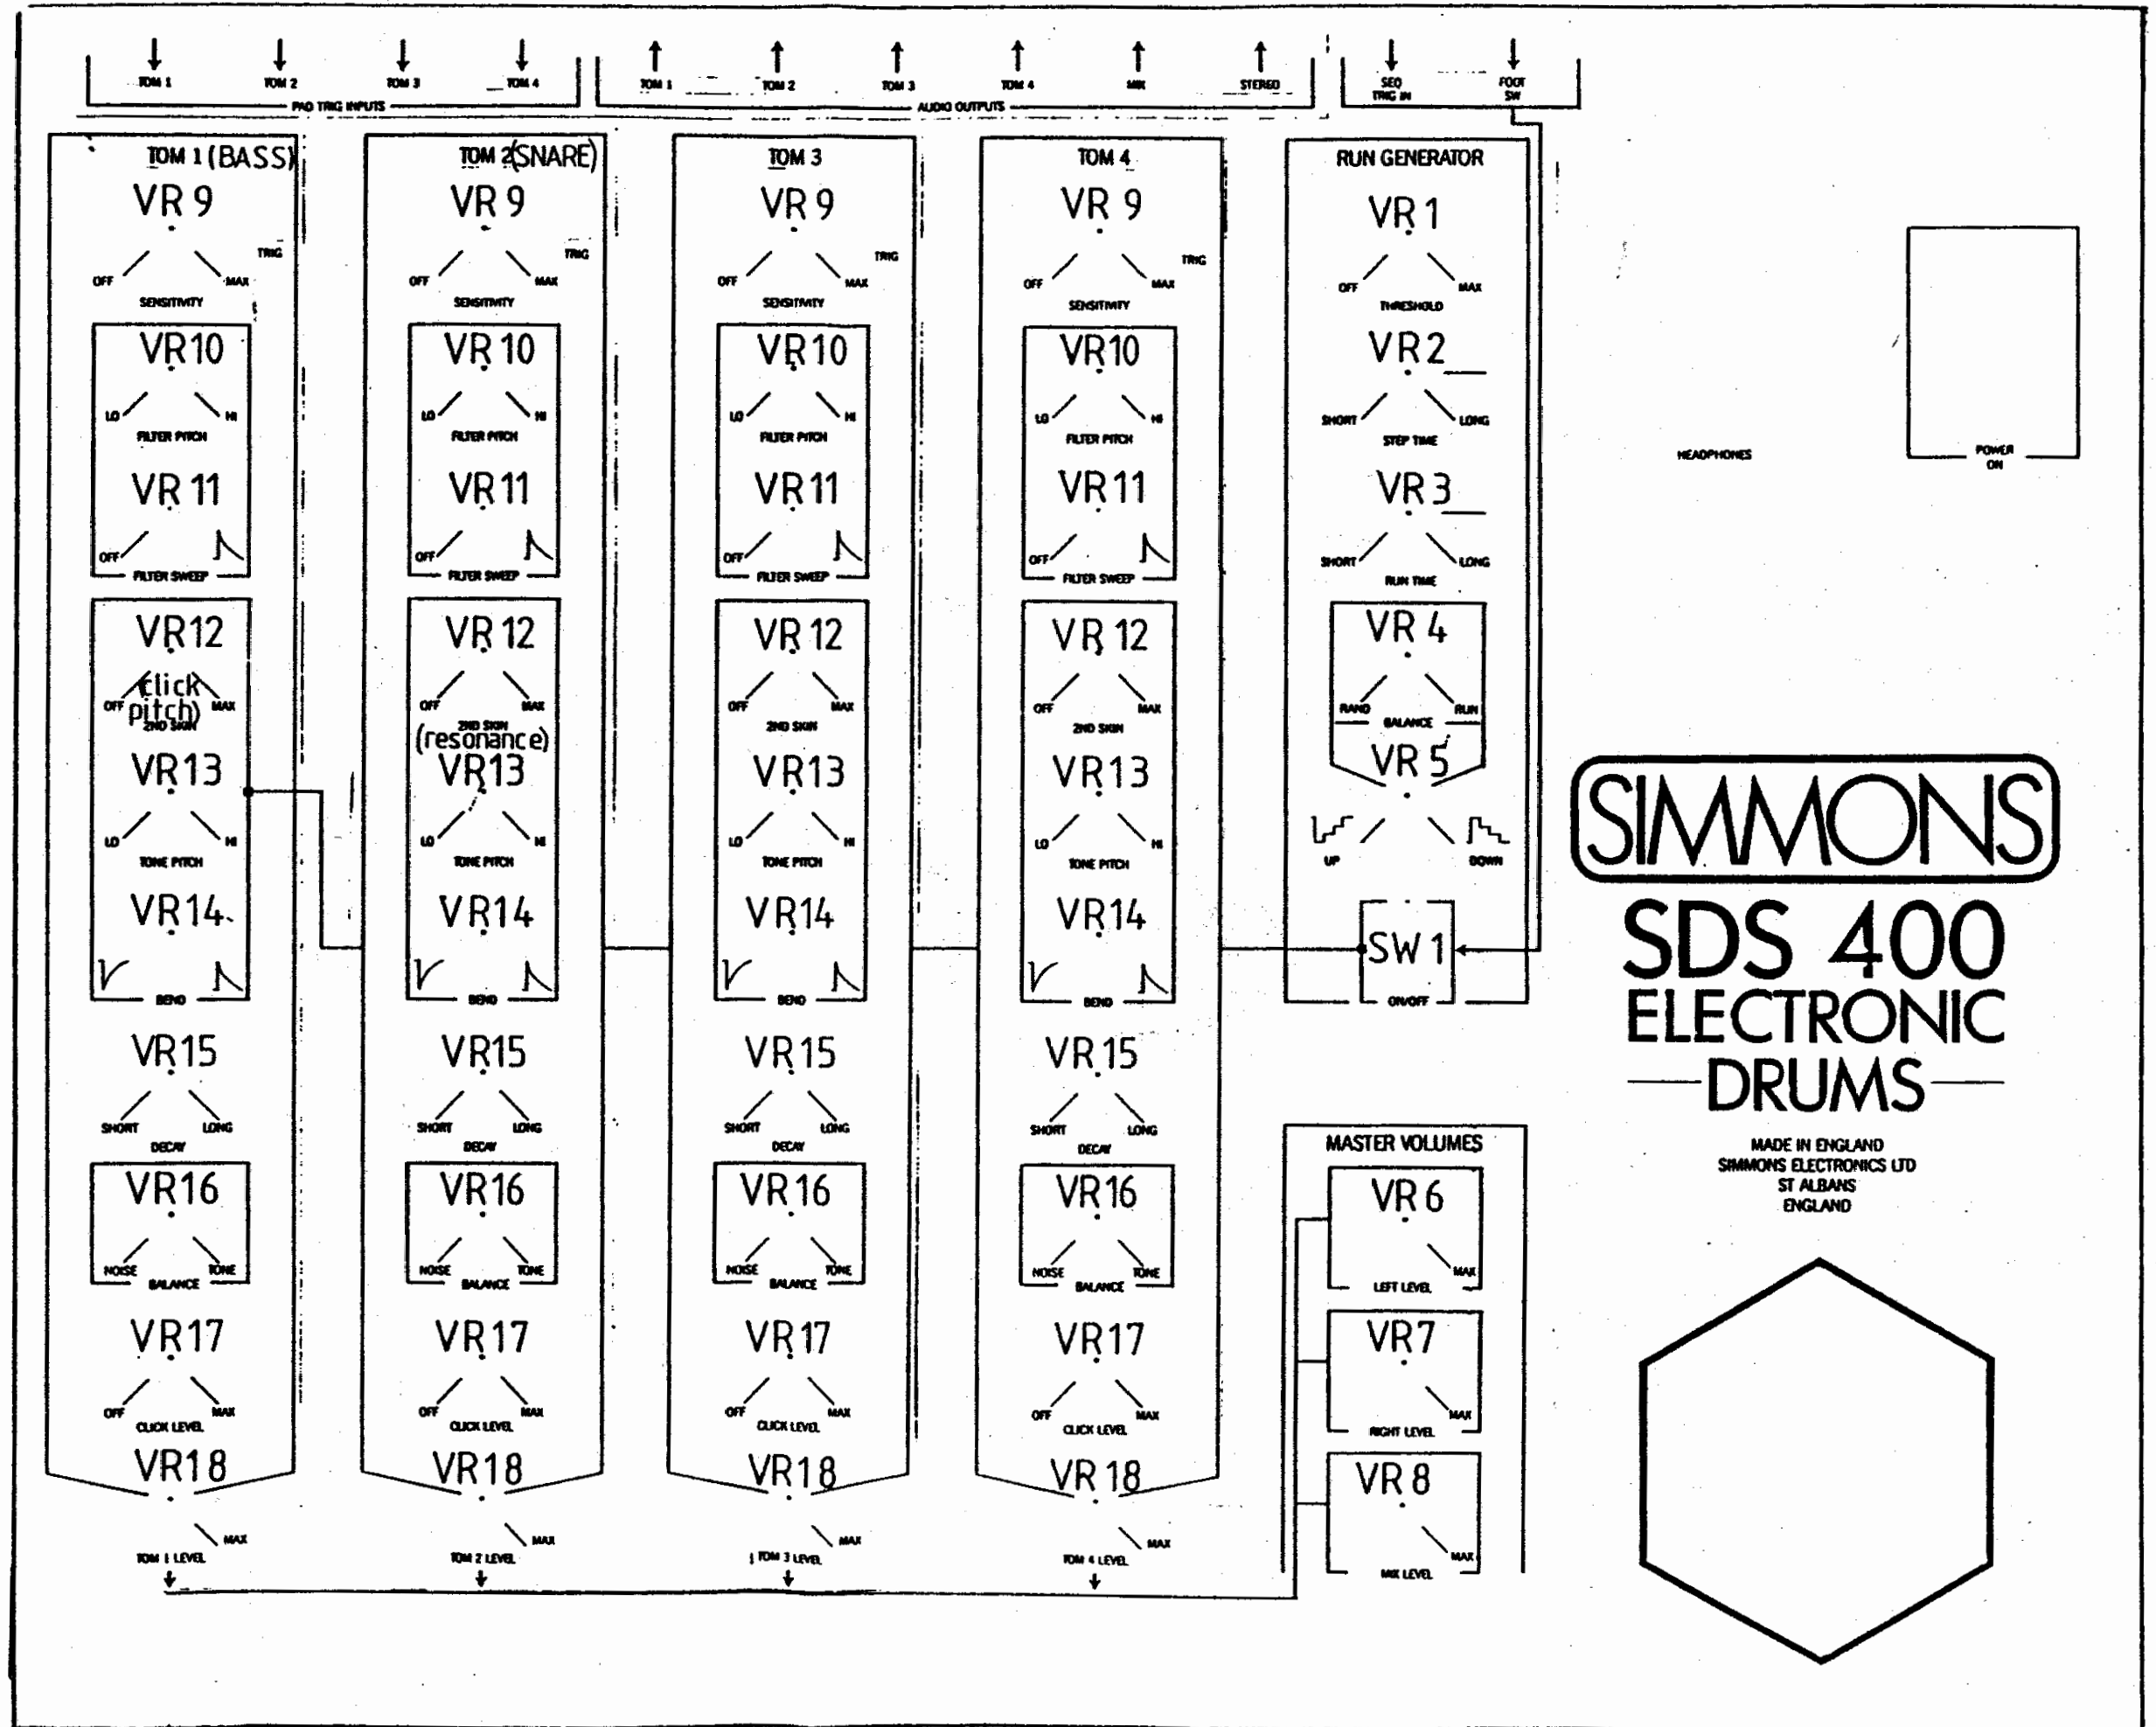 TOM 1 TOM 2 TOM 3 TOM 4
PAD TRIG INPUTS
TOM 1 TOM 2 TOM 3 TOM 4 MIX STEREO
AUDIO OUTPUTS
SEQ TRIG IN
FOOT SW
TOM 1 (BASS)
VR 9
TRIG
OFF MAX
SENSITIVITY
VR10
LO HI
FILTER PITCH
VR 11
OFF
FILTER SWEEP
VR12
(click
pitch)
OFF MAX
2ND SKIN
VR13
LO HI
TONE PITCH
VR14
BEND
VR15
SHORT LONG
DECAY
VR16
NOISE TONE
BALANCE
VR17
OFF MAX
CLICK LEVEL
VR18
MAX
TOM 1 LEVEL
TOM 2(SNARE)
VR 9
TRIG
OFF MAX
SENSITIVITY
VR 10
LO HI
FILTER PITCH
VR11
OFF
FILTER SWEEP
VR 12
OFF MAX
2ND SKIN
(resonance)
VR13
LO HI
TONE PITCH
VR14
BEND
VR15
SHORT LONG
DECAY
VR16
NOISE TONE
BALANCE
VR17
OFF MAX
CLICK LEVEL
VR18
MAX
TOM 2 LEVEL
TOM 3
VR 9
TRIG
OFF MAX
SENSITIVITY
VR10
LO HI
FILTER PITCH
VR11
OFF
FILTER SWEEP
VR 12
OFF MAX
2ND SKIN
VR13
LO HI
TONE PITCH
VR14
BEND
VR15
SHORT LONG
DECAY
VR16
NOISE TONE
BALANCE
VR17
OFF MAX
CLICK LEVEL
VR18
MAX
TOM 3 LEVEL
TOM 4
VR 9
TRIG
OFF MAX
SENSITIVITY
VR10
LO HI
FILTER PITCH
VR11
OFF
FILTER SWEEP
VR 12
OFF MAX
2ND SKIN
VR13
LO HI
TONE PITCH
VR14
BEND
VR 15
SHORT LONG
DECAY
VR16
NOISE TONE
BALANCE
VR17
OFF MAX
CLICK LEVEL
VR 18
MAX
TOM 4 LEVEL
RUN GENERATOR
VR 1
OFF MAX
THRESHOLD
VR2
SHORT LONG
STEP TIME
VR 3
SHORT LONG
RUN TIME
VR 4
RAND RUN
BALANCE
VR 5
UP DOWN
SW 1
ON/OFF
MASTER VOLUMES
VR 6
MAX
LEFT LEVEL
VR7
MAX
RIGHT LEVEL
VR 8
MAX
MIX LEVEL
HEADPHONES
POWER
ON
SIMMONS
SDS 400
ELECTRONIC
DRUMS
MADE IN ENGLAND
SIMMONS ELECTRONICS LTD
ST ALBANS
ENGLAND